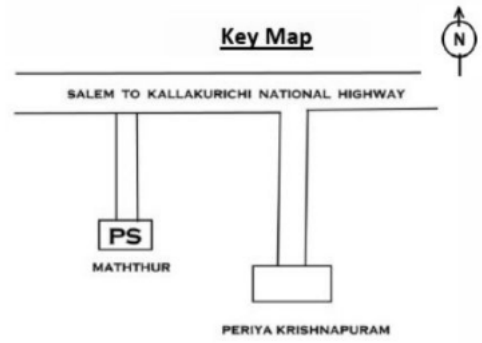 Key Map
N
SALEM TO KALLAKURICHI NATIONAL HIGHWAY
PS
MATHTHUR
PERIYA KRISHNAPURAM